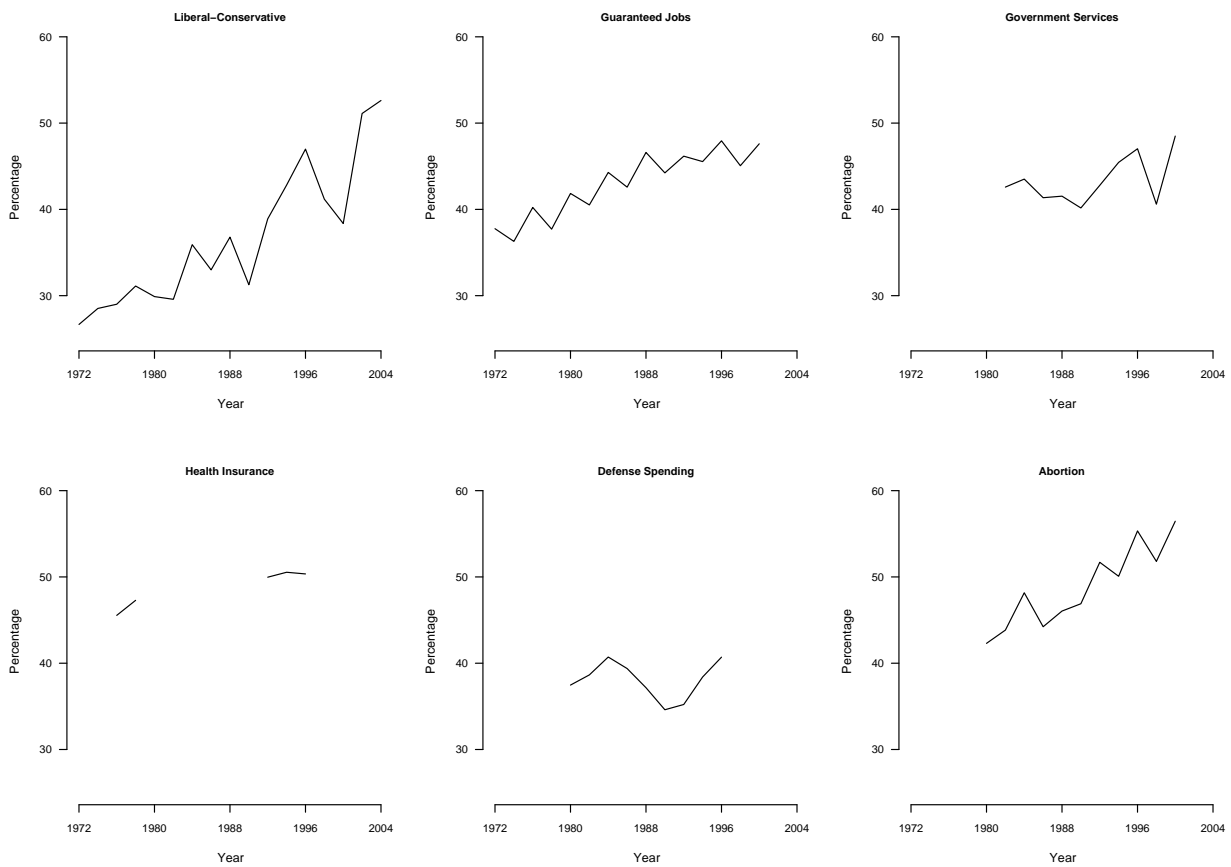 Liberal−Conservative
60
50
40
30
Percentage
1972 1980 1988 1996 2004
Year
Guaranteed Jobs
60
50
40
30
Percentage
1972 1980 1988 1996 2004
Year
Government Services
60
50
40
30
Percentage
1972 1980 1988 1996 2004
Year
Health Insurance
60
50
40
30
Percentage
1972 1980 1988 1996 2004
Year
Defense Spending
60
50
40
30
Percentage
1972 1980 1988 1996 2004
Year
Abortion
60
50
40
30
Percentage
1972 1980 1988 1996 2004
Year